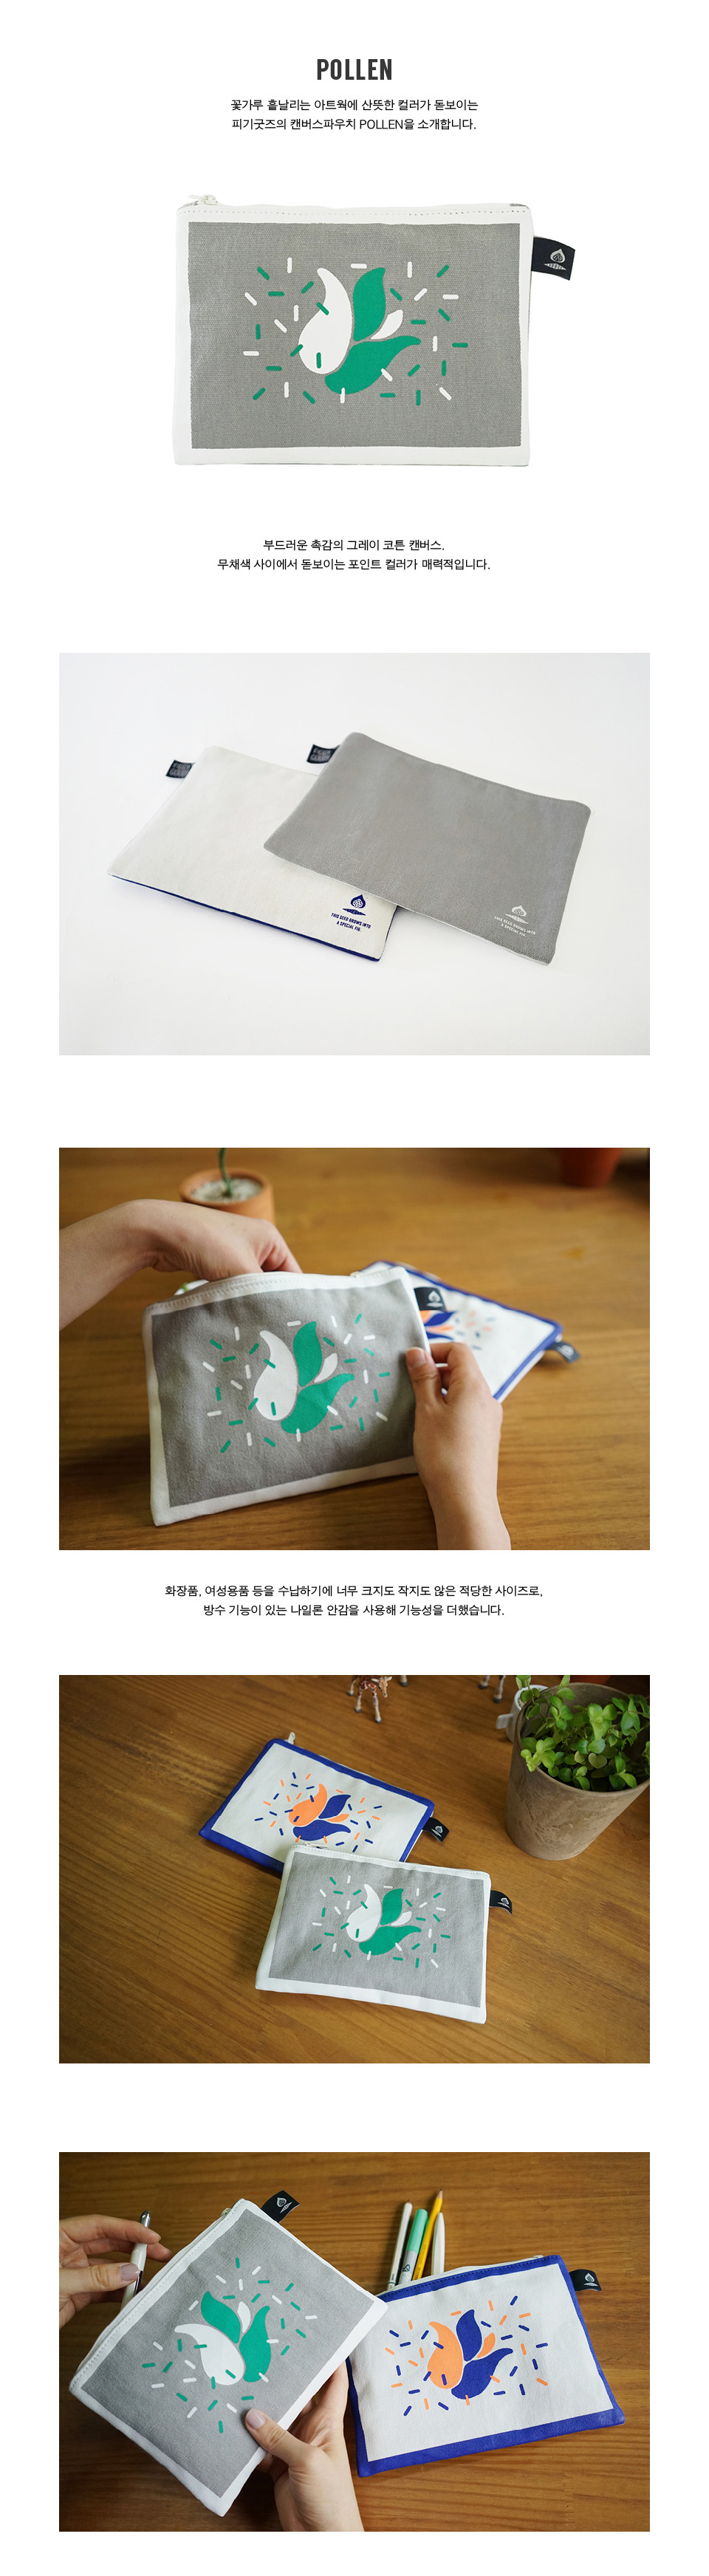 POLLEN
꽃가루 흩날리는 아트웍에 산뜻한 컬러가 돋보이는
피기굿즈의 캔버스파우치 POLLEN을 소개합니다.
부드러운 촉감의 그레이 코튼 캔버스.
무채색 사이에서 돋보이는 포인트 컬러가 매력적입니다.
THIS SEED GROWS INTO
A SPECIAL FIG.
THIS SEED GROWS INTO
A SPECIAL FIG.
화장품, 여성용품 등을 수납하기에 너무 크지도 작지도 않은 적당한 사이즈로,
방수 기능이 있는 나일론 안감을 사용해 기능성을 더했습니다.